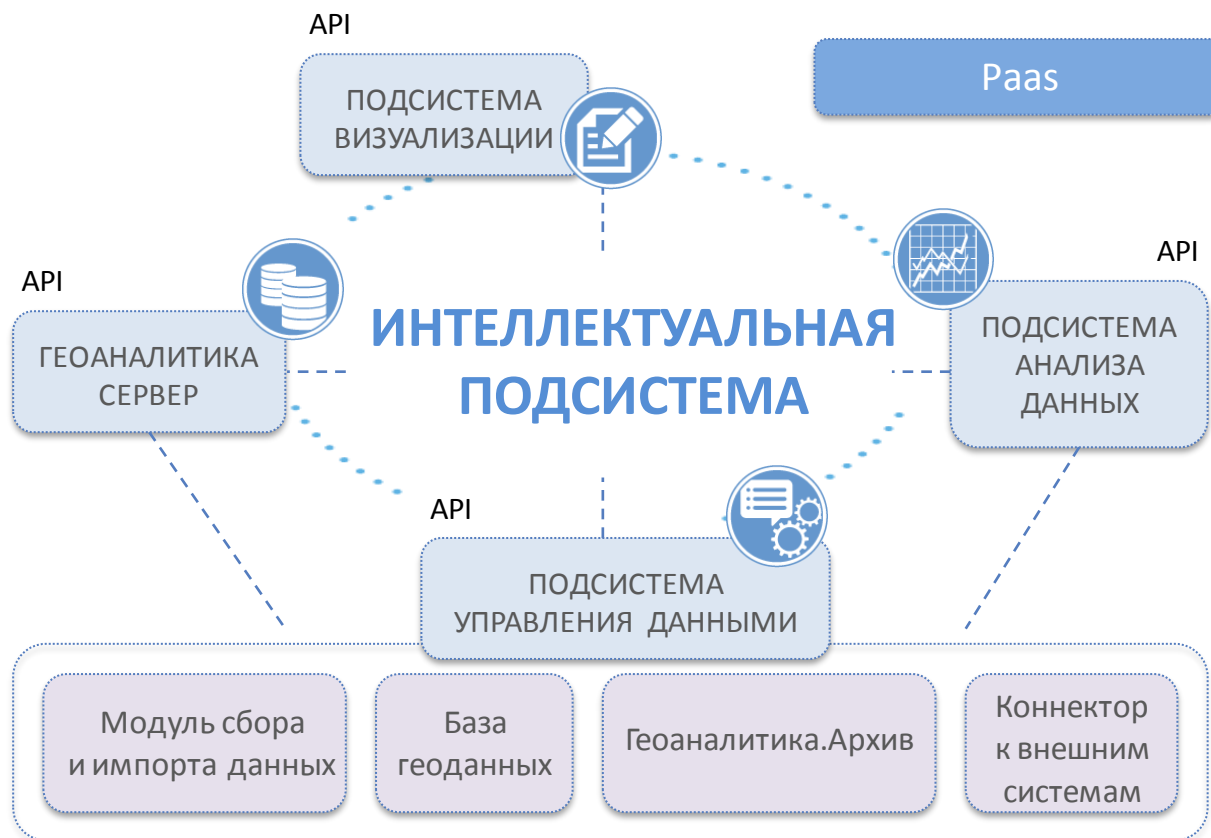 API
ПОДСИСТЕМА
ВИЗУАЛИЗАЦИИ
Paas
API
ГЕОАНАЛИТИКА
СЕРВЕР
ИНТЕЛЛЕКТУАЛЬНАЯ
ПОДСИСТЕМА
API
ПОДСИСТЕМА
АНАЛИЗА
ДАННЫХ
API
ПОДСИСТЕМА
УПРАВЛЕНИЯ ДАННЫМИ
Модуль сбора
и импорта данных
База
геоданных
Геоаналитика.Архив
Коннектор
к внешним
системам